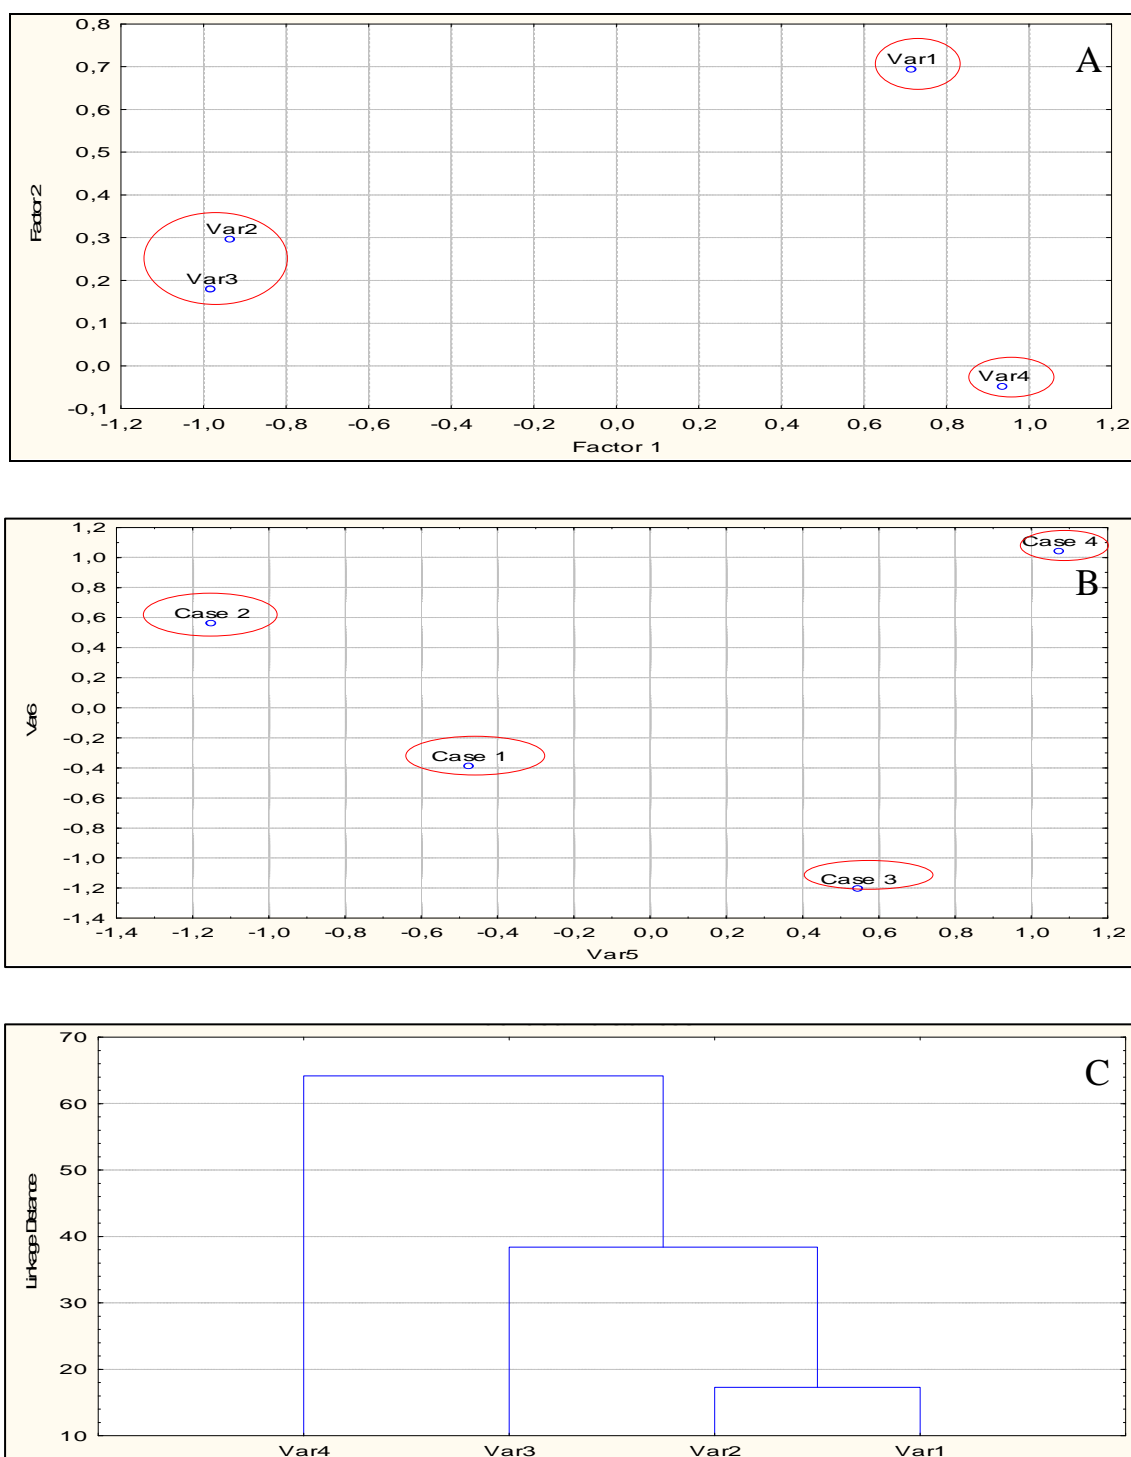 0,8
0,7
0,6
0,5
0,4
0,3
0,2
0,1
0,0
-0,1
Factor 2
Var1
A
Var2
Var3
Var4
-1,2 -1,0 -0,8 -0,6 -0,4 -0,2 0,0 0,2 0,4 0,6 0,8 1,0 1,2
Factor 1
1,2
1,0
0,8
0,6
0,4
0,2
0,0
-0,2
-0,4
-0,6
-0,8
-1,0
-1,2
-1,4
Var6
Case 4
B
Case 2
Case 1
Case 3
-1,4 -1,2 -1,0 -0,8 -0,6 -0,4 -0,2 0,0 0,2 0,4 0,6 0,8 1,0 1,2
Var5
70
60
50
40
30
20
10
Linkage Distance
C
Var4 Var3 Var2 Var1